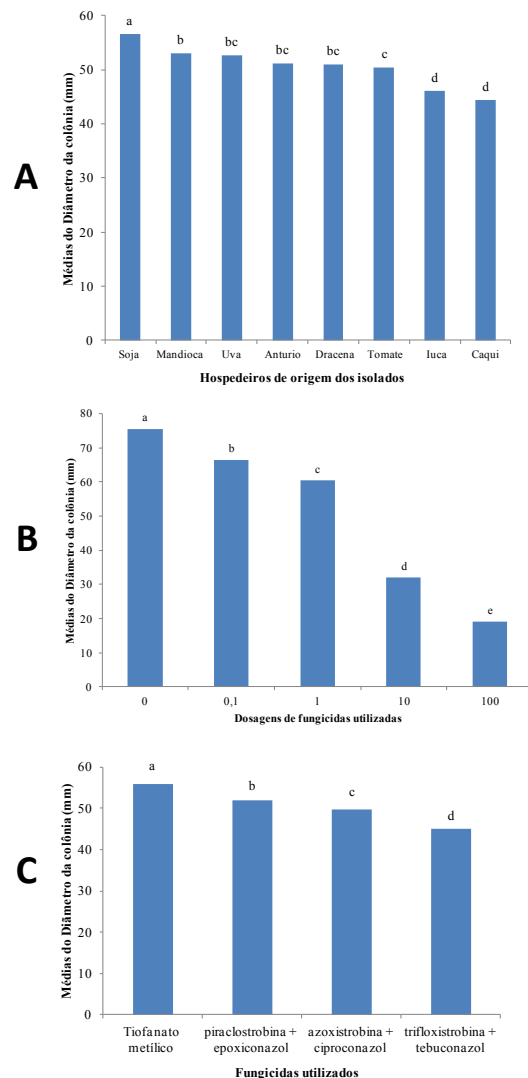 A
Médias do Diâmetro da colônia (mm)
60
50
40
30
20
10
0
a
b
bc
bc
bc
c
d
d
Soja Mandioca Uva Anturio Dracena Tomate Iuca Caqui
Hospedeiros de origem dos isolados
B
Médias do Diâmetro da colônia (mm)
80
70
60
50
40
30
20
10
0
a
b
c
d
e
0 0,1 1 10 100
Dosagens de fungicidas utilizadas
C
Médias do Diâmetro da colônia (mm)
60
50
40
30
20
10
0
a
b
c
d
Tiofanato piraclostrobina + azoxistrobina + trifloxistrobina +
metílico epoxiconazol ciproconazol tebuconazol
Fungicidas utilizados